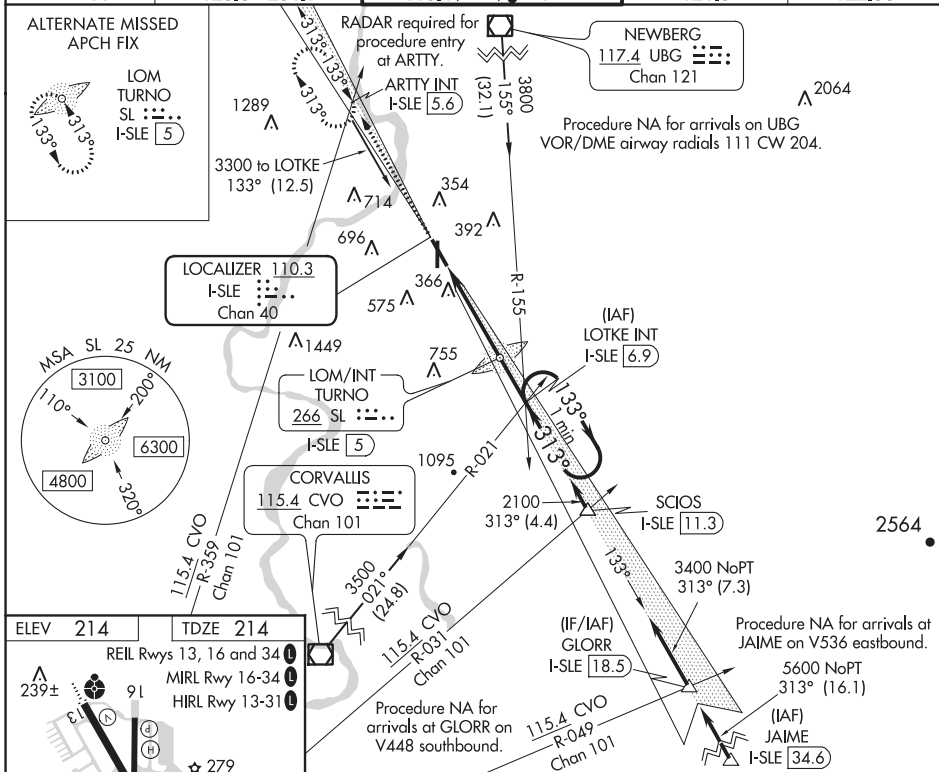 ALTERNATE MISSED
APCH FIX
LOM
TURNO
SL
I-SLE 5
133°
313°
313°
133°
313°
RADAR required for
procedure entry
at ARTTY.
ARTTY INT
I-SLE 5.6
1289
3300 to LOTKE
133° (12.5)
3800
155°
(32.1)
NEWBERG
117.4 UBG
Chan 121
2064
Procedure NA for arrivals on UBG
VOR/DME airway radials 111 CW 204.
714
354
392
696
LOCALIZER 110.3
I-SLE
Chan 40
366
575
R-155
1449
755
(IAF)
LOTKE INT
I-SLE 6.9
MSA SL 25 NM
3100
110°
200°
6300
4800
320°
LOM/INT
TURNO
266 SL
I-SLE 5
133°
1 min
313°
1095
R-021
CORVALLIS
115.4 CVO
Chan 101
2100
313° (4.4)
SCIOS
I-SLE 11.3
2564
115.4 CVO
R-359
Chan 101
3500
021°
(24.8)
133°
3400 NoPT
313° (7.3)
115.4 CVO
R-031
Chan 101
(IF/IAF)
GLORR
I-SLE 18.5
Procedure NA for arrivals at
JAIME on V536 eastbound.
5600 NoPT
313° (16.1)
ELEV 214
TDZE 214
REIL Rwys 13, 16 and 34 L
MIRL Rwy 16-34 L
HIRL Rwy 13-31 L
239±
13
16
V
P
H
279
Procedure NA for
arrivals at GLORR on
V448 southbound.
115.4 CVO
R-049
Chan 101
(IAF)
JAIME
I-SLE 34.6